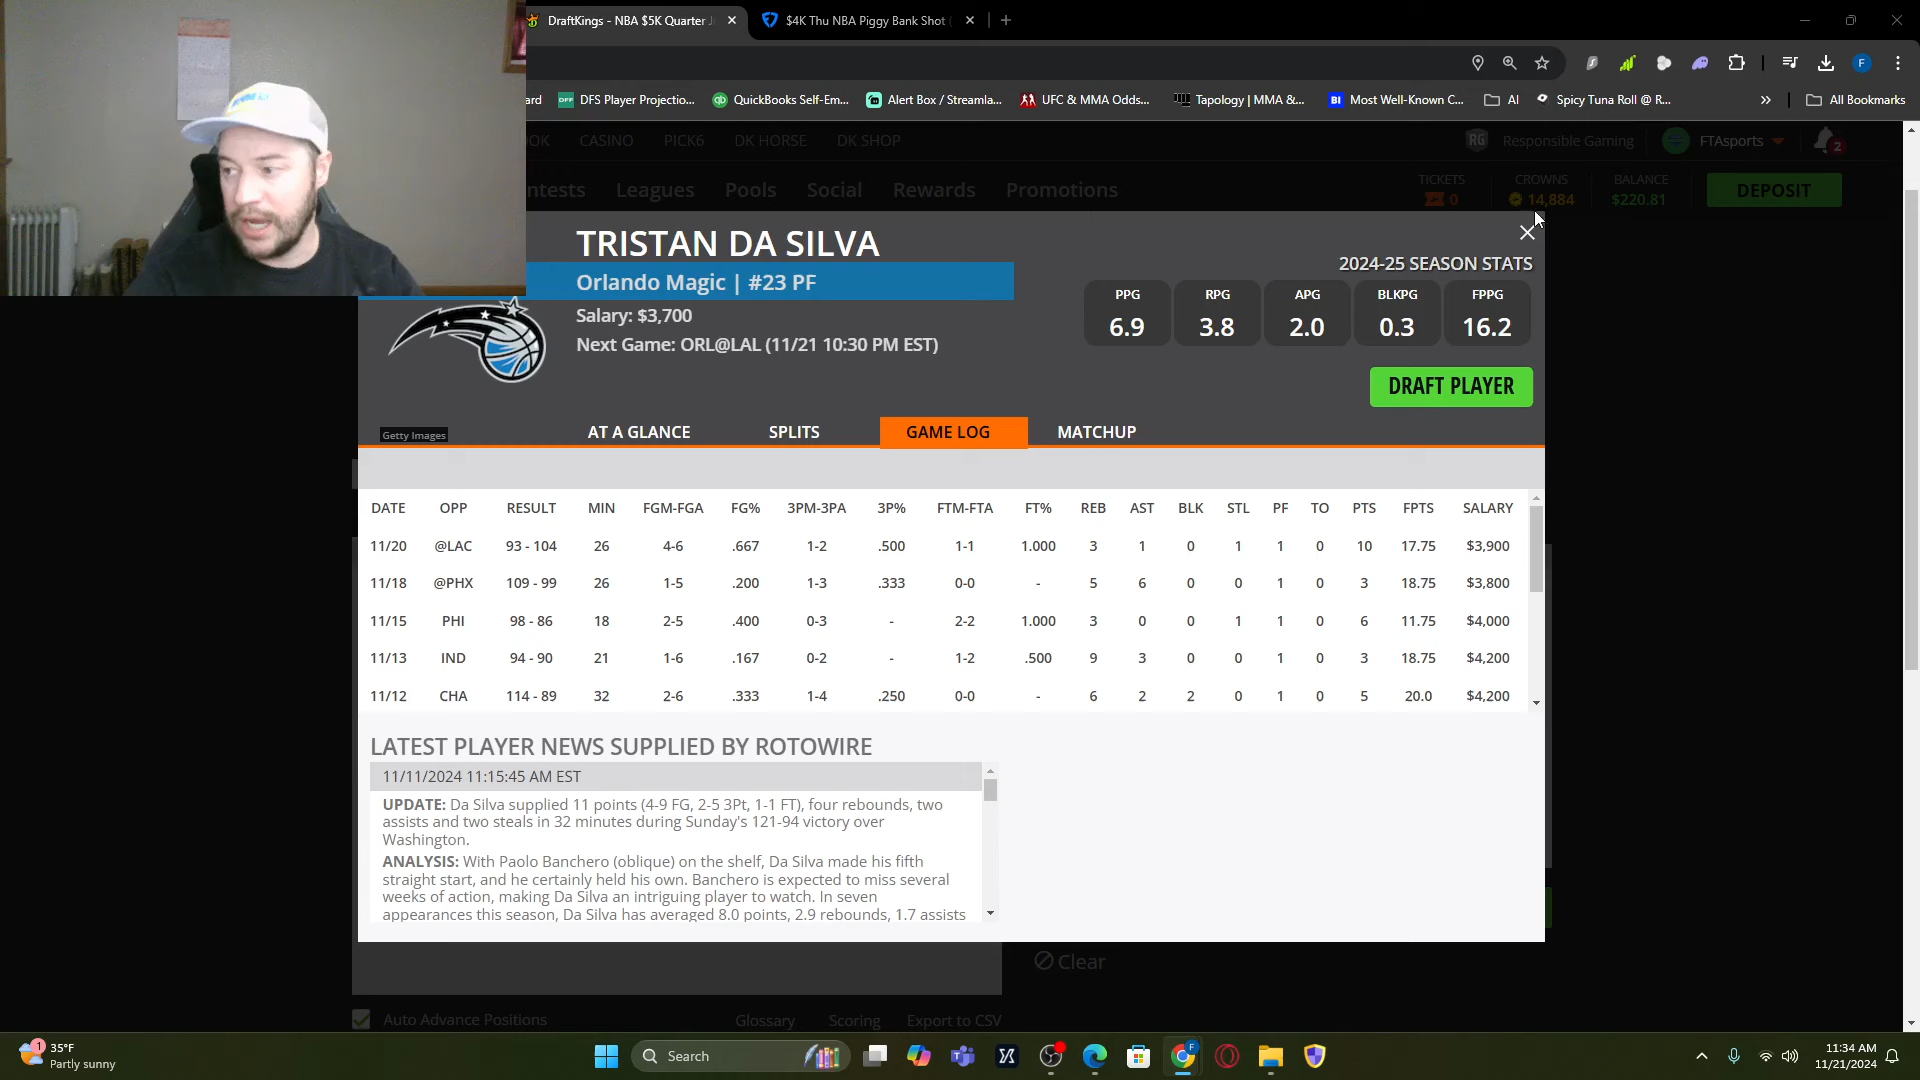 DraftKings - NBA $5K Quarter J
$4K Thu NBA Piggy Bank Shot
ard
DFS Player Projectio...
QuickBooks Self-Em...
Alert Box / Streamla...
UFC & MMA Odds...
Tapology | MMA &...
BI
Most Well-Known C...
AI
Spicy Tuna Roll @ R...
All Bookmarks
OOK
CASINO
PICK6
DK HORSE
DK SHOP
RG
Responsible Gaming
FTAsports
2
ntests
Leagues
Pools
Social
Rewards
Promotions
TICKETS
0
CROWNS
14,884
BALANCE
$220.81
DEPOSIT
TRISTAN DA SILVA
Orlando Magic | #23 PF
Salary: $3,700
Next Game: ORL@LAL (11/21 10:30 PM EST)
2024-25 SEASON STATS
PPG RPG APG BLKPG FPPG
6.9 3.8 2.0 0.3 16.2
DRAFT PLAYER
Getty Images
AT A GLANCE
SPLITS
GAME LOG
MATCHUP
DATE OPP RESULT MIN FGM-FGA FG% 3PM-3PA 3P% FTM-FTA FT% REB AST BLK STL PF TO PTS FPTS SALARY
11/20 @LAC 93 - 104 26 4-6 .667 1-2 .500 1-1 1.000 3 1 0 1 1 0 10 17.75 $3,900
11/18 @PHX 109 - 99 26 1-5 .200 1-3 .333 0-0 - 5 6 0 0 1 0 3 18.75 $3,800
11/15 PHI 98 - 86 18 2-5 .400 0-3 - 2-2 1.000 3 0 0 1 1 0 6 11.75 $4,000
11/13 IND 94 - 90 21 1-6 .167 0-2 - 1-2 .500 9 3 0 0 1 0 3 18.75 $4,200
11/12 CHA 114 - 89 32 2-6 .333 1-4 .250 0-0 - 6 2 2 0 1 0 5 20.0 $4,200
LATEST PLAYER NEWS SUPPLIED BY ROTOWIRE
11/11/2024 11:15:45 AM EST
UPDATE: Da Silva supplied 11 points (4-9 FG, 2-5 3Pt, 1-1 FT), four rebounds, two
assists and two steals in 32 minutes during Sunday's 121-94 victory over
Washington.
ANALYSIS: With Paolo Banchero (oblique) on the shelf, Da Silva made his fifth
straight start, and he certainly held his own. Banchero is expected to miss several
weeks of action, making Da Silva an intriguing player to watch. In seven
appearances this season, Da Silva has averaged 8.0 points, 2.9 rebounds, 1.7 assists
Clear
Auto Advance Positions
Glossary
Scoring
Export to CSV
1
35°F
Partly sunny
Search
11:34 AM
11/21/2024